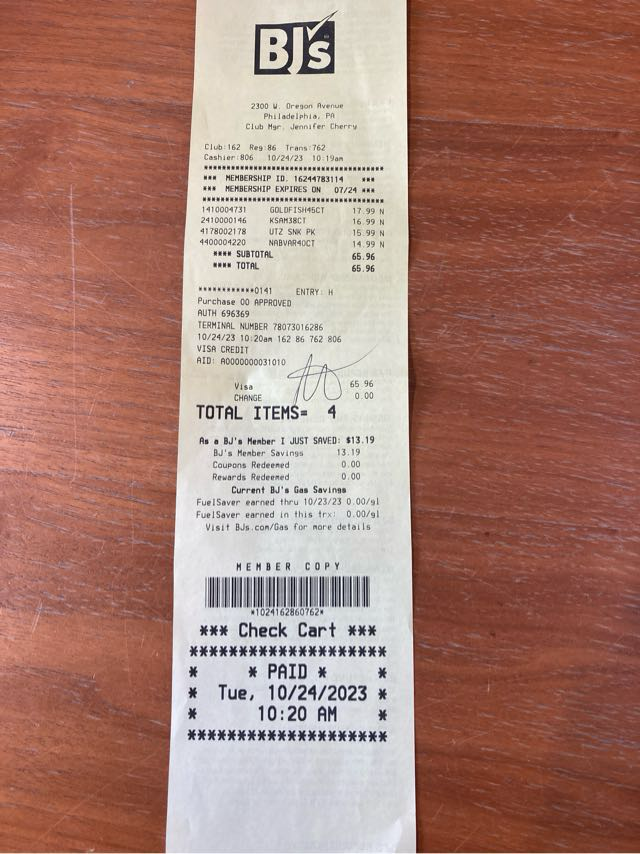 BJ's
2300 W. Oregon Avenue
Philadelphia, PA
Club Mgr. Jennifer Cherry
Club:162 Reg:86 Trans:762
Cashier:806 10/24/23 10:19am
****************************************
*** MEMBERSHIP ID. 16244783114 ***
*** MEMBERSHIP EXPIRES ON 07/24 ***
****************************************
1410004731 GOLDFISH45CT 17.99 N
2410000146 KSAM38CT 16.99 N
4178002178 UTZ SNK PK 15.99 N
4400004220 NABVAR40CT 14.99 N
**** SUBTOTAL 65.96
**** TOTAL 65.96
************0141 ENTRY: H
Purchase 00 APPROVED
AUTH 696369
TERMINAL NUMBER 78073016286
10/24/23 10:20am 162 86 762 806
VISA CREDIT
AID: A0000000031010
Visa 65.96
CHANGE 0.00
TOTAL ITEMS= 4
As a BJ's Member I JUST SAVED: $13.19
BJ's Member Savings 13.19
Coupons Redeemed 0.00
Rewards Redeemed 0.00
Current BJ's Gas Savings
FuelSaver earned thru 10/23/23 0.00/gl
FuelSaver earned in this trx: 0.00/gl
Visit BJs.com/Gas for more details
MEMBER COPY
*1024162860762*
*** Check Cart ***
********************
* * PAID * *
* Tue, 10/24/2023 *
* 10:20 AM *
********************